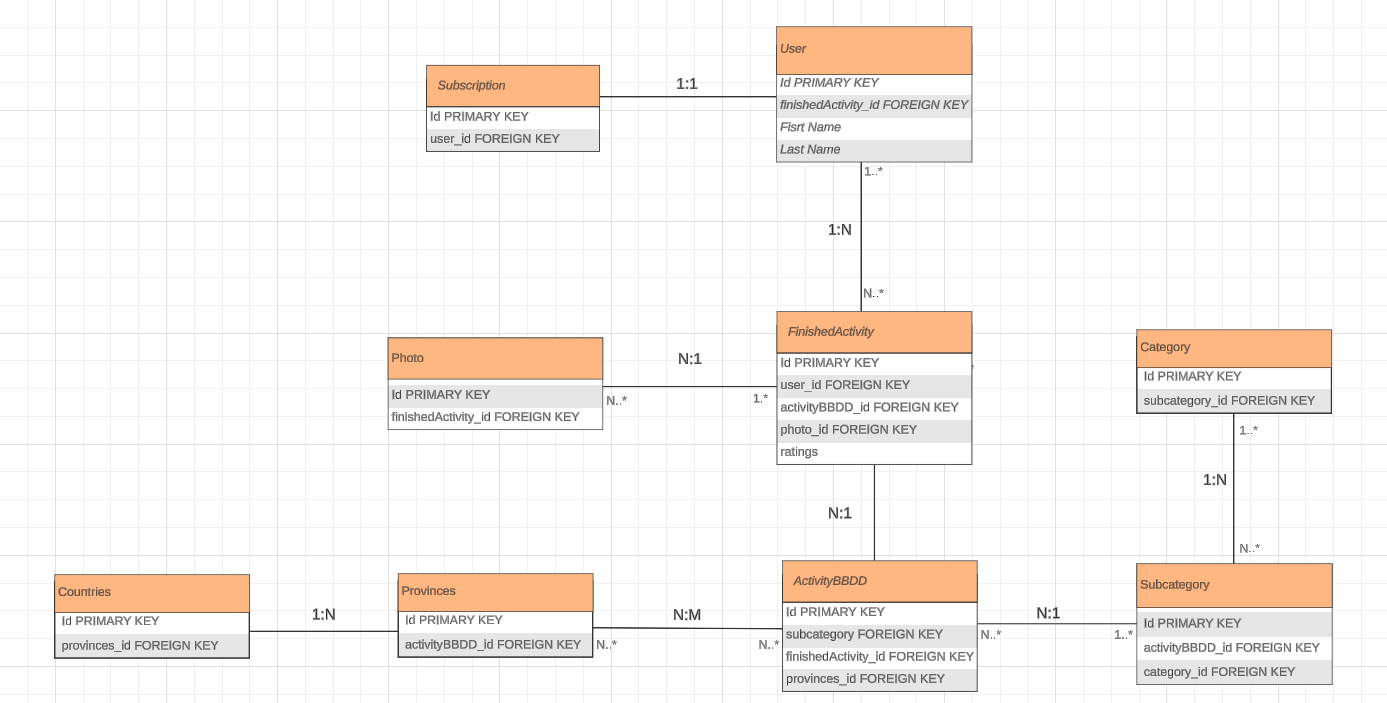 User
Id PRIMARY KEY
finishedActivity_id FOREIGN KEY
Fisrt Name
Last Name
Subscription
Id PRIMARY KEY
user_id FOREIGN KEY
1:1
1..*
1:N
N..*
FinishedActivity
Id PRIMARY KEY
user_id FOREIGN KEY
activityBBDD_id FOREIGN KEY
photo_id FOREIGN KEY
ratings
Photo
Id PRIMARY KEY
finishedActivity_id FOREIGN KEY
N:1
N..*
1.*
Category
Id PRIMARY KEY
subcategory_id FOREIGN KEY
1..*
1:N
N..*
N:1
Countries
Id PRIMARY KEY
provinces_id FOREIGN KEY
1:N
Provinces
Id PRIMARY KEY
activityBBDD_id FOREIGN KEY
N:M
N..*
N..*
ActivityBBDD
Id PRIMARY KEY
subcategory FOREIGN KEY
finishedActivity_id FOREIGN KEY
provinces_id FOREIGN KEY
N:1
N..*
1..*
Subcategory
Id PRIMARY KEY
activityBBDD_id FOREIGN KEY
category_id FOREIGN KEY